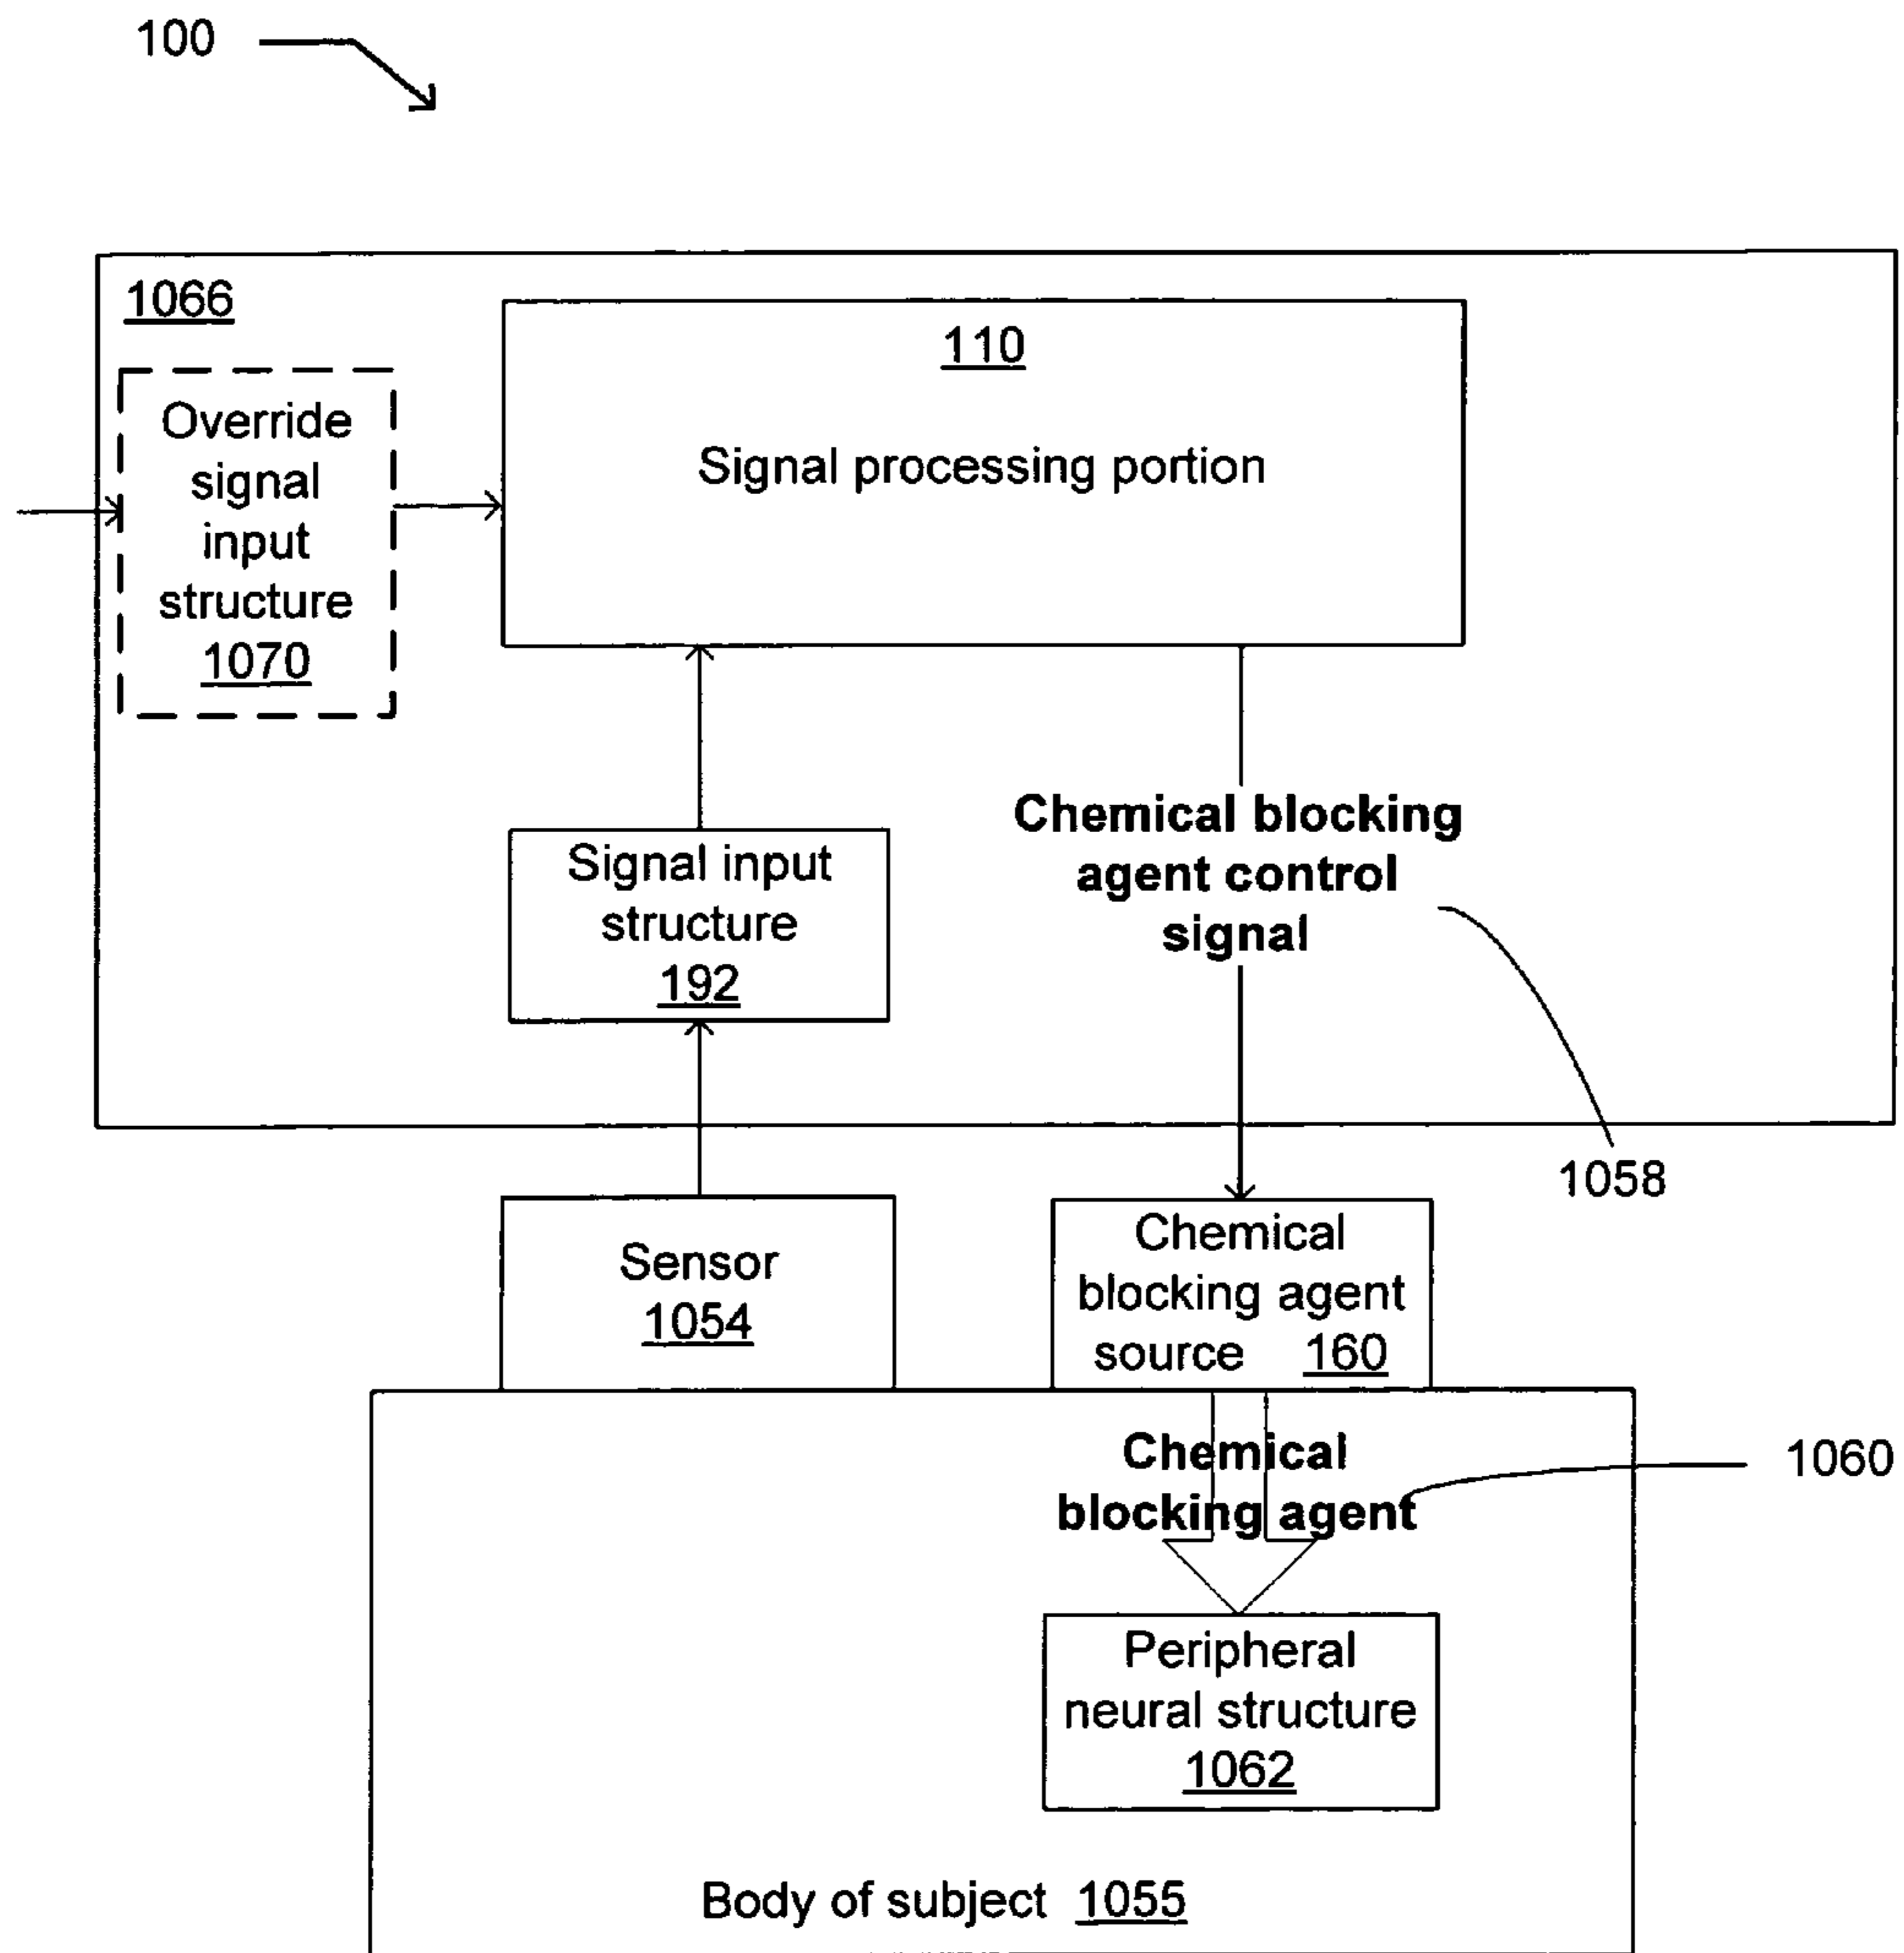 100
1066
110
Override
signal
input
structure
1070
Signal processing portion
Signal input
structure
192
Chemical blocking
agent control
signal
1058
Sensor
1054
Chemical
blocking agent
source 160
Chemical
blocking agent
1060
Peripheral
neural structure
1062
Body of subject 1055